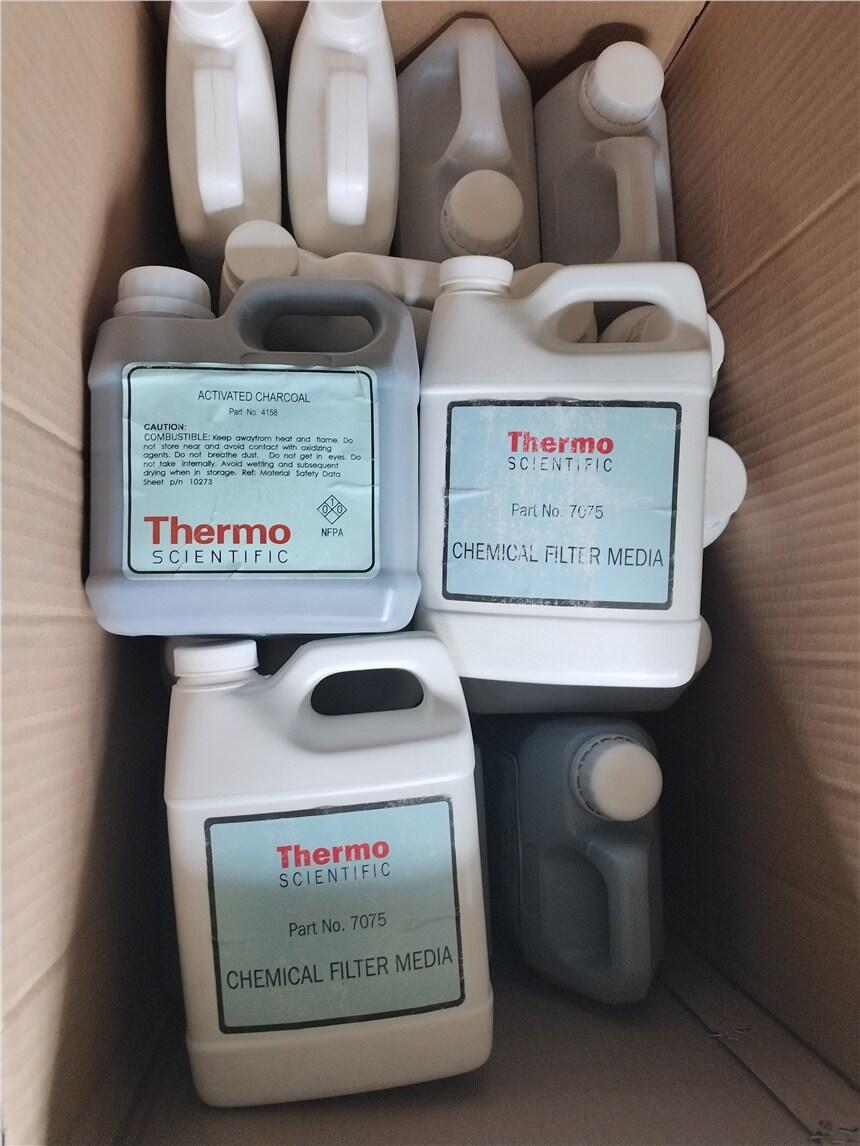 ACTIVATED CHARCOAL
Part No. 4158
CAUTION:
COMBUSTIBLE: Keep awayfrom heat and flame. Do
not store near and avoid contact with oxidizing
agents. Do not breathe dust. Do not get in eyes. Do
not take internally. Avoid wetting and subsequent
drying when in storage. Ref: Material Safety Data
Sheet p/n 10273
1
0 0
NFPA
Thermo
SCIENTIFIC
Thermo
SCIENTIFIC
Part No. 7075
CHEMICAL FILTER MEDIA
Thermo
SCIENTIFIC
Part No. 7075
CHEMICAL FILTER MEDIA